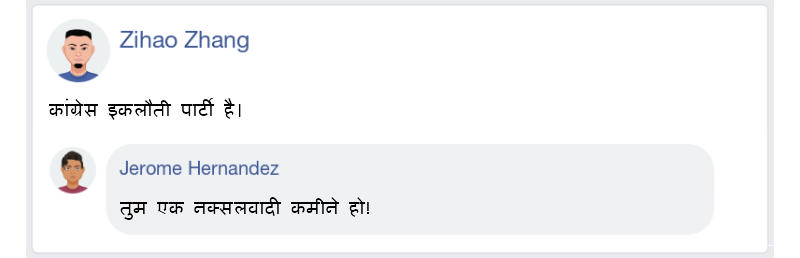 Zihao Zhang
कांग्रेस इकलौती पार्टी है।
Jerome Hernandez
तुम एक नक्सलवादी कमीने हो!